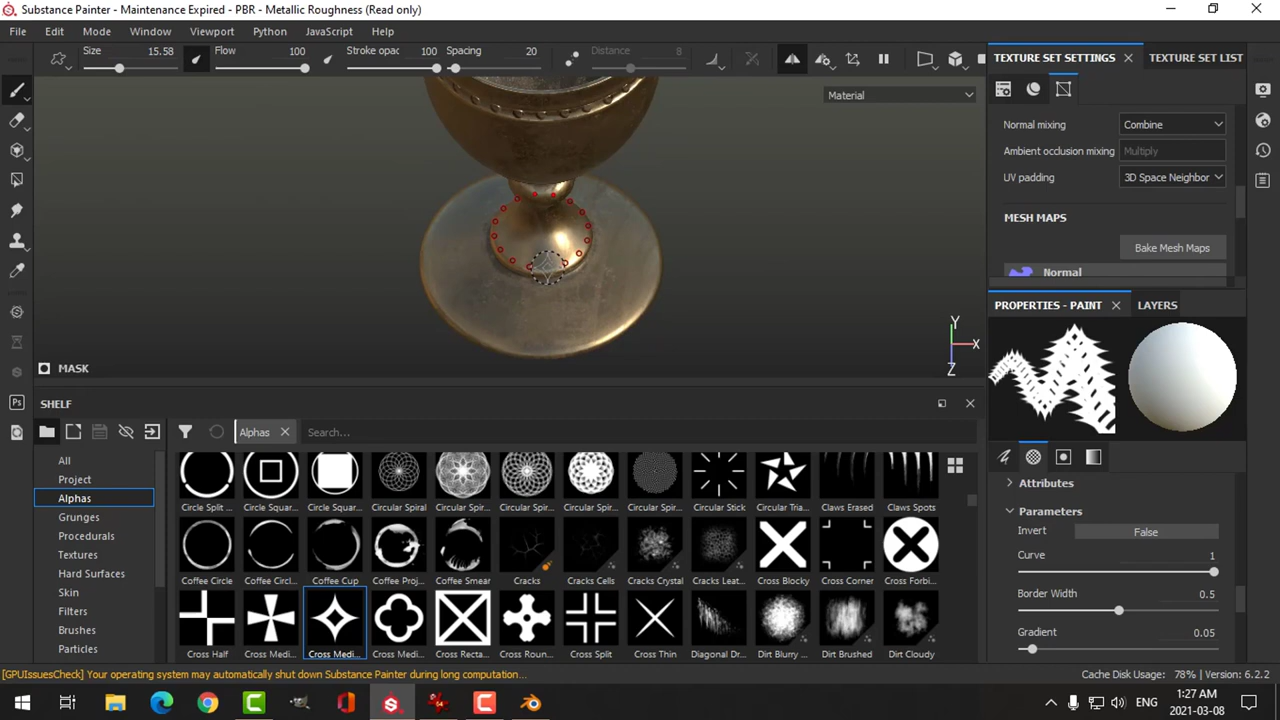 Substance Painter - Maintenance Expired - PBR - Metallic Roughness (Read only)
File Edit Mode Window Viewport Python JavaScript Help
Size 15.58 Flow 100 Stroke opac 100 Spacing 20 Distance 8
TEXTURE SET SETTINGS TEXTURE SET LIST
Material
Normal mixing Combine
Ambient occlusion mixing Multiply
UV padding 3D Space Neighbor
MESH MAPS
Bake Mesh Maps
Normal
PROPERTIES - PAINT LAYERS
Y
X
Z
MASK
SHELF
Alphas Search...
All
Project
Alphas
Grunges
Procedurals
Textures
Hard Surfaces
Skin
Filters
Brushes
Particles
Circle Split ... Circle Squar... Circle Squar... Circular Spiral Circular Spir... Circular Spir... Circular Spir... Circular Spir... Circular Stick Circular Tria... Claws Erased Claws Spots
Coffee Circle Coffee Circl... Coffee Cup Coffee Proj... Coffee Smear Cracks Cracks Cells Cracks Crystal Cracks Leat... Cross Blocky Cross Corner Cross Forbi...
Cross Half Cross Medi... Cross Medi... Cross Medi... Cross Recta... Cross Roun... Cross Split Cross Thin Diagonal Dr... Dirt Blurry ... Dirt Brushed Dirt Cloudy
Attributes
Parameters
Invert False
Curve 1
Border Width 0.5
Gradient 0.05
Ps
[GPUIssuesCheck] Your operating system may automatically shut down Substance Painter during long computation...
Cache Disk Usage: 78% | Version: 6.2.2
ENG
1:27 AM
2021-03-08